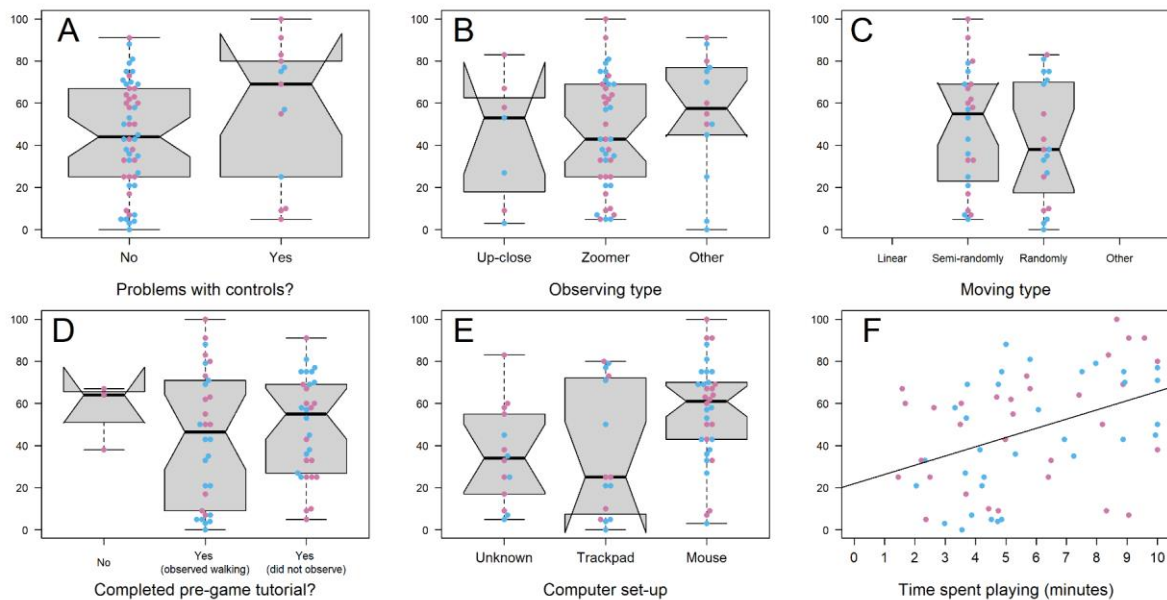 A
100
80
60
40
20
0
No
Yes
Problems with controls?
B
100
80
60
40
20
0
Up-close
Zoomer
Other
Observing type
C
100
80
60
40
20
0
Linear
Semi-randomly
Randomly
Other
Moving type
D
100
80
60
40
20
0
No
Yes
(observed walking)
Yes
(did not observe)
Completed pre-game tutorial?
E
100
80
60
40
20
0
Unknown
Trackpad
Mouse
Computer set-up
F
100
80
60
40
20
0
0 1 2 3 4 5 6 7 8 9 10
Time spent playing (minutes)